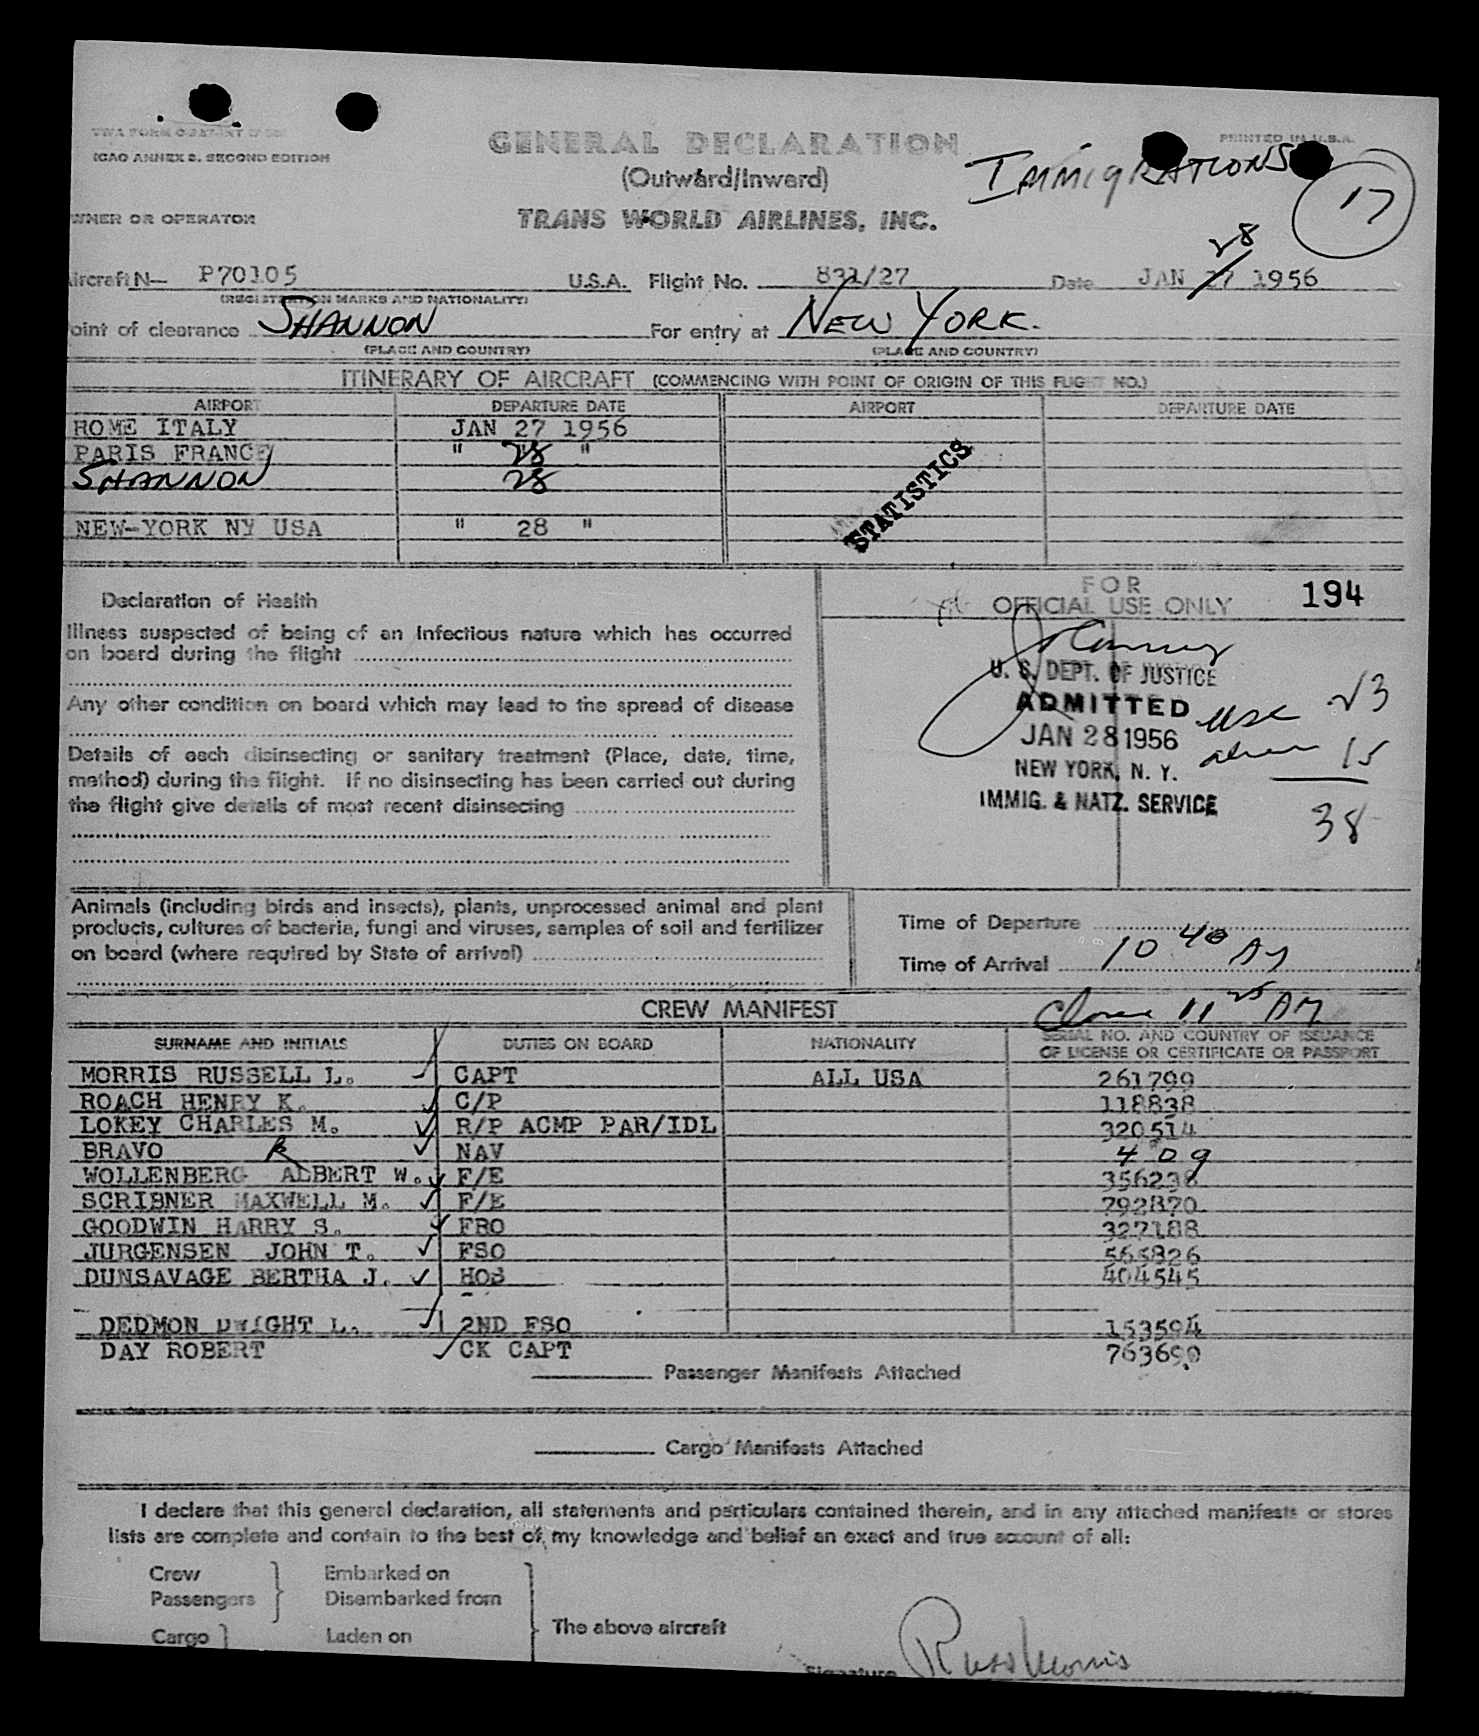 ICAO ANNEX 9, SECOND EDITION
PRINTED IN U.S.A.
GENERAL DECLARATION
(Outward/Inward)
IMMIGRATIONS
17
WNER OR OPERATOR
TRANS WORLD AIRLINES, INC.
28
ircraft N— P70105 U.S.A. Flight No. 831/27 Date JAN 27 1956
(REGISTRATION MARKS AND NATIONALITY)
oint of clearance SHANNON For entry at NEW YORK.
(PLACE AND COUNTRY) (PLACE AND COUNTRY)
ITINERARY OF AIRCRAFT (COMMENCING WITH POINT OF ORIGIN OF THIS FLIGHT NO.)
AIRPORT DEPARTURE DATE AIRPORT DEPARTURE DATE
ROME ITALY JAN 27 1956
PARIS FRANCE " 28 "
SHANNON 28
NEW-YORK NY USA " 28 "
STATISTICS
Declaration of Health
Illness suspected of being of an infectious nature which has occurred
on board during the flight
Any other condition on board which may lead to the spread of disease
Details of each disinsecting or sanitary treatment (Place, date, time,
method) during the flight. If no disinsecting has been carried out during
the flight give details of most recent disinsecting
FOR
OFFICIAL USE ONLY 194
U. S. DEPT. OF JUSTICE
ADMITTED
JAN 28 1956
NEW YORK, N. Y.
IMMIG. & NATZ. SERVICE
usc 23
alien 15
38
Animals (including birds and insects), plants, unprocessed animal and plant
products, cultures of bacteria, fungi and viruses, samples of soil and fertilizer
on board (where required by State of arrival)
Time of Departure
Time of Arrival 10 40 AM
CREW MANIFEST
11 25 AM
SURNAME AND INITIALS DUTIES ON BOARD NATIONALITY SERIAL NO. AND COUNTRY OF ISSUANCE
OF LICENSE OR CERTIFICATE OR PASSPORT
MORRIS RUSSELL L. CAPT ALL USA 261799
ROACH HENRY K. C/P 118838
LOKEY CHARLES M. R/P ACMP PAR/IDL 320514
BRAVO R NAV 409
WOLLENBERG ALBERT W. F/E 356236
SCRIBNER MAXWELL M. F/E 792870
GOODWIN HARRY S. FRO 327188
JURGENSEN JOHN T. FSO 565826
DUNSAVAGE BERTHA J. HOS 404545
DEDMON DWIGHT L. 2ND FSO 153594
DAY ROBERT CK CAPT 763690
Passenger Manifests Attached
Cargo Manifests Attached
I declare that this general declaration, all statements and particulars contained therein, and in any attached manifests or stores
lists are complete and contain to the best of my knowledge and belief an exact and true account of all:
Crew Embarked on
Passengers Disembarked from
The above aircraft
Cargo Laden on
Signature Russ Morris